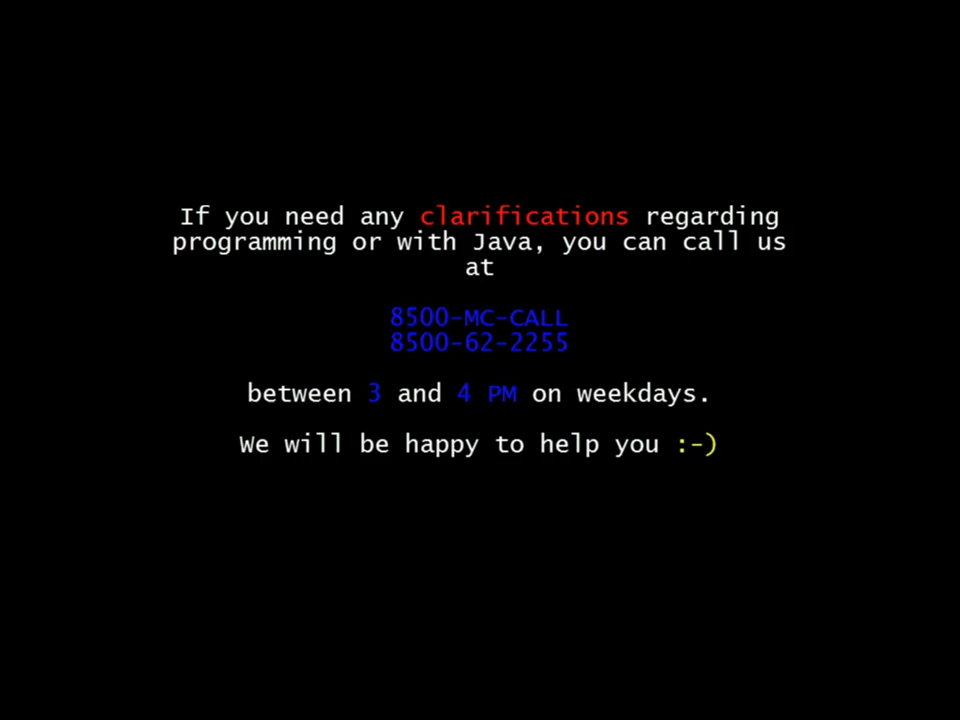 If you need any clarifications regarding
programming or with Java, you can call us
at
8500-MC-CALL
8500-62-2255
between 3 and 4 PM on weekdays.
We will be happy to help you :-)